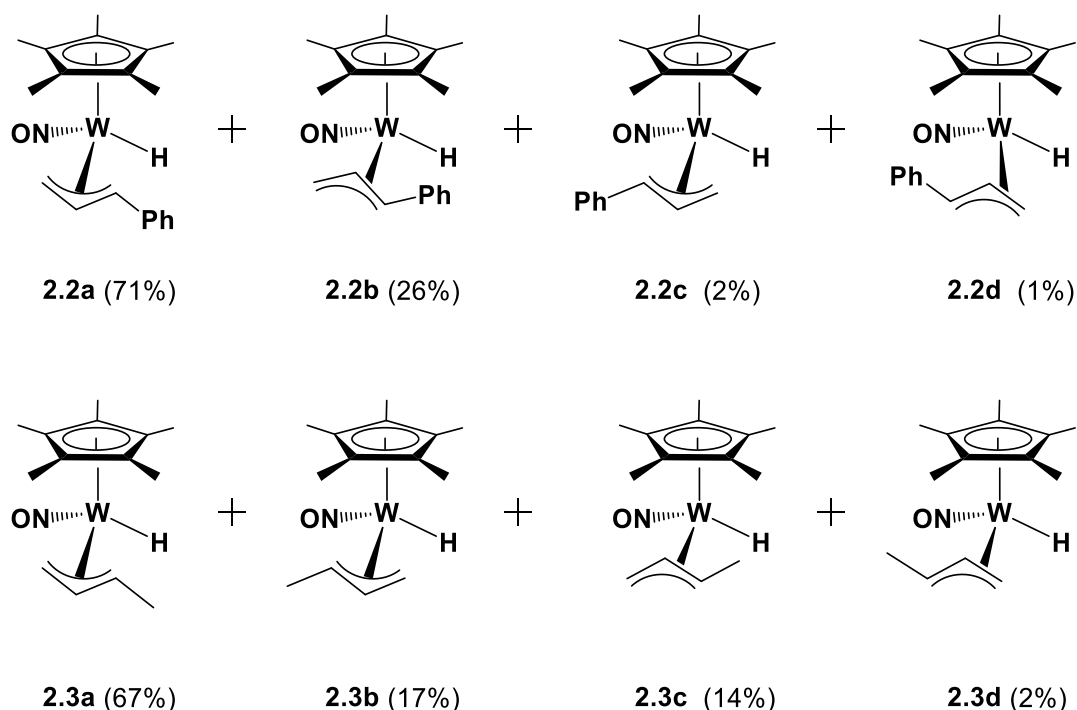 W W W W
ON H + ON H + ON H + ON H
Ph Ph Ph Ph
2.2a (71%) 2.2b (26%) 2.2c (2%) 2.2d (1%)
W W W W
ON H + ON H + ON H + ON H
2.3a (67%) 2.3b (17%) 2.3c (14%) 2.3d (2%)